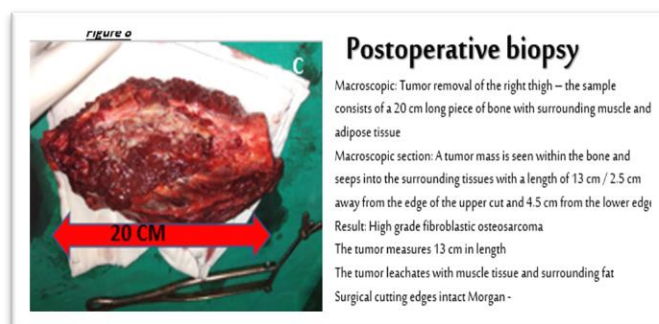 Figure 8
C
20 CM
Postoperative biopsy
Macroscopic: Tumor removal of the right thigh – the sample
consists of a 20 cm long piece of bone with surrounding muscle and
adipose tissue
Macroscopic section: A tumor mass is seen within the bone and
seeps into the surrounding tissues with a length of 13 cm / 2.5 cm
away from the edge of the upper cut and 4.5 cm from the lower edge
Result: High grade fibroblastic osteosarcoma
The tumor measures 13 cm in length
The tumor leachates with muscle tissue and surrounding fat
Surgical cutting edges intact Morgan -